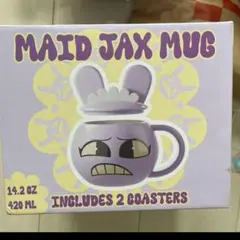 MAID JAX MUG
14.2 OZ
420 ML
INCLUDES 2 COASTERS